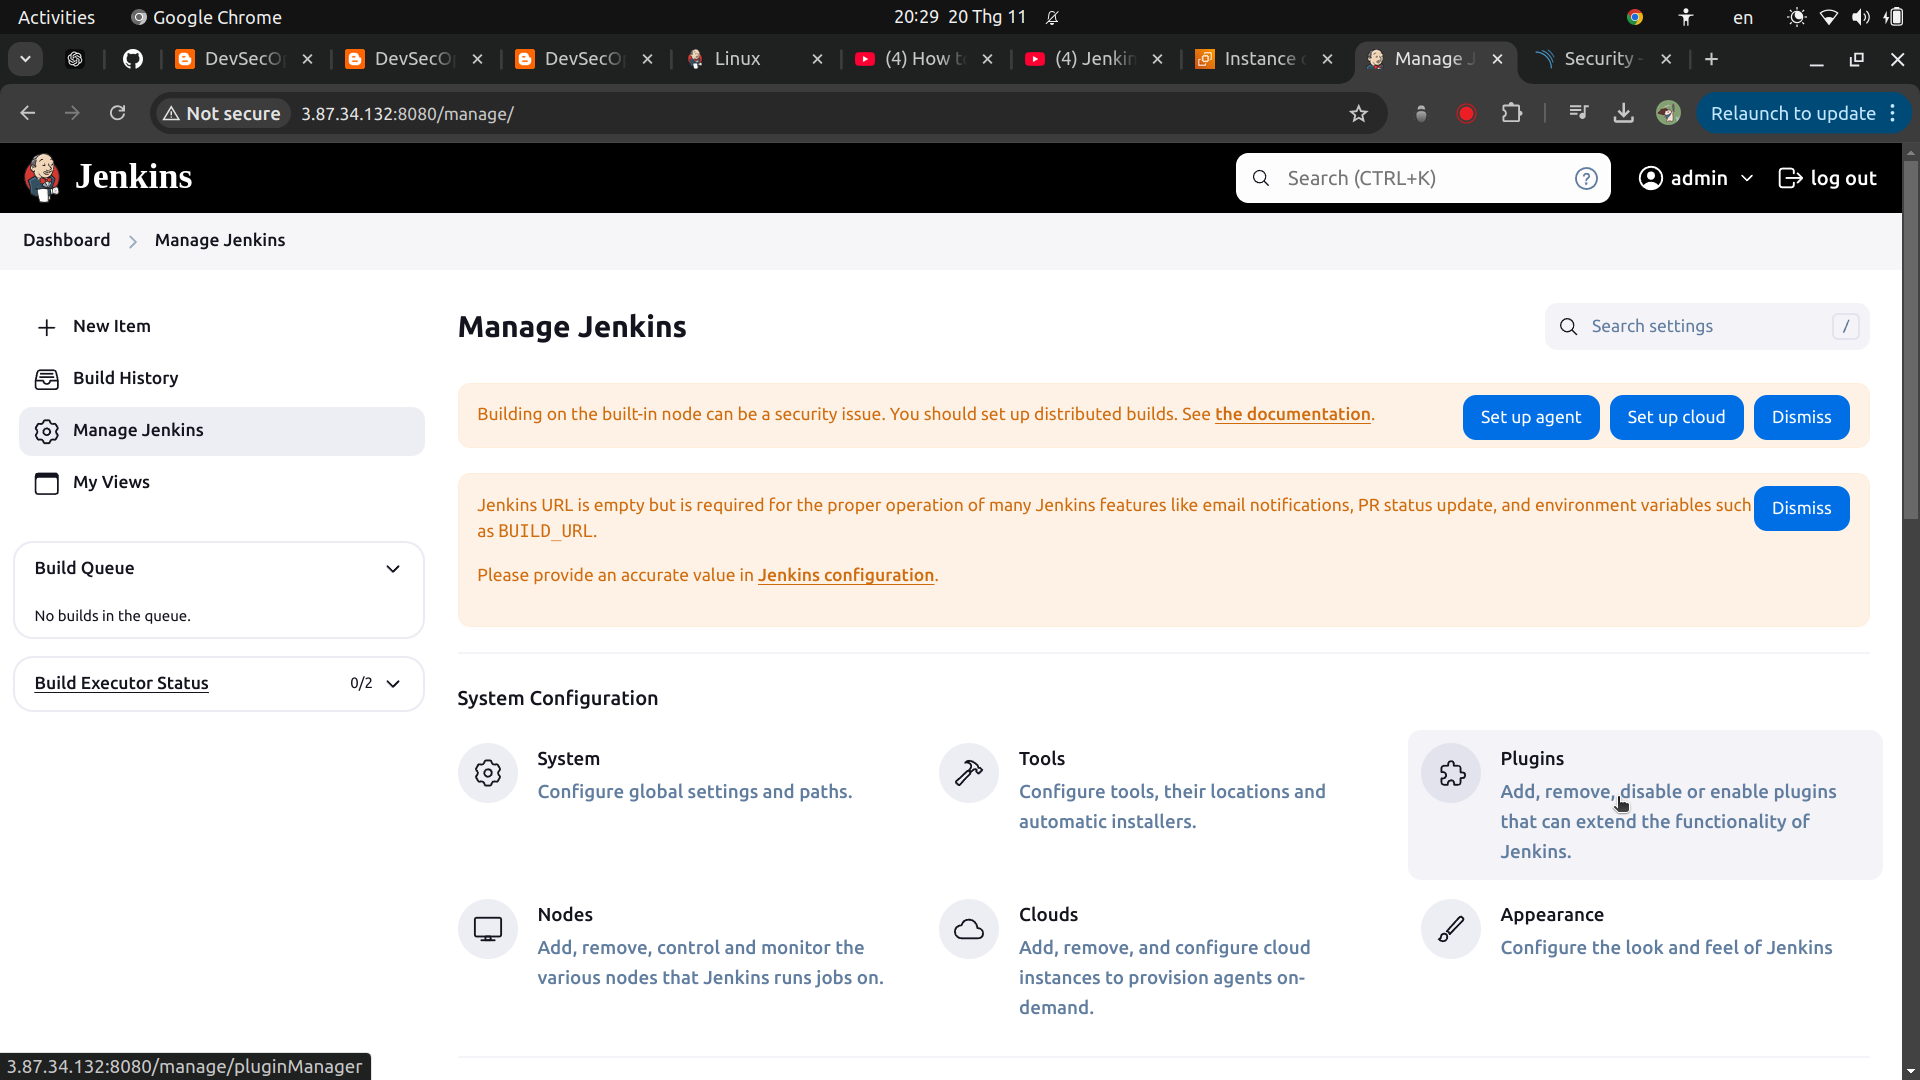 Activities
Google Chrome
20:29 20 Thg 11
en
DevSecO
DevSecO
DevSecO
Linux
(4) How t
(4) Jenkin
Instance
Manage J
Security -
Not secure
3.87.34.132:8080/manage/
Relaunch to update
Jenkins
Search (CTRL+K)
?
admin
log out
Dashboard
Manage Jenkins
New Item
Build History
Manage Jenkins
My Views
Build Queue
No builds in the queue.
Build Executor Status
0/2
Manage Jenkins
Search settings
/
Building on the built-in node can be a security issue. You should set up distributed builds. See the documentation.
Set up agent
Set up cloud
Dismiss
Jenkins URL is empty but is required for the proper operation of many Jenkins features like email notifications, PR status update, and environment variables such
as BUILD_URL.
Dismiss
Please provide an accurate value in Jenkins configuration.
System Configuration
System
Configure global settings and paths.
Tools
Configure tools, their locations and
automatic installers.
Plugins
Add, remove, disable or enable plugins
that can extend the functionality of
Jenkins.
Nodes
Add, remove, control and monitor the
various nodes that Jenkins runs jobs on.
Clouds
Add, remove, and configure cloud
instances to provision agents on-
demand.
Appearance
Configure the look and feel of Jenkins
3.87.34.132:8080/manage/pluginManager